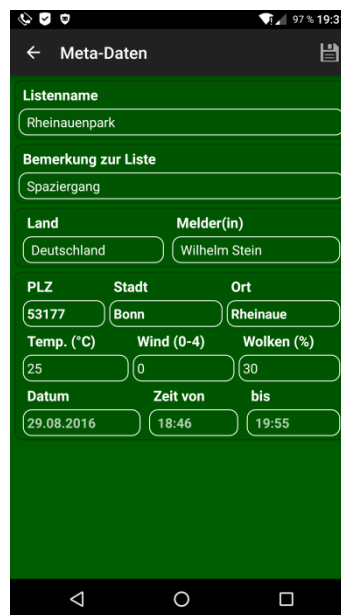 97 % 19:3
Meta-Daten
Listenname
Rheinauenpark
Bemerkung zur Liste
Spaziergang
Land Melder(in)
Deutschland Wilhelm Stein
PLZ Stadt Ort
53177 Bonn Rheinaue
Temp. (°C) Wind (0-4) Wolken (%)
25 0 30
Datum Zeit von bis
29.08.2016 18:46 19:55